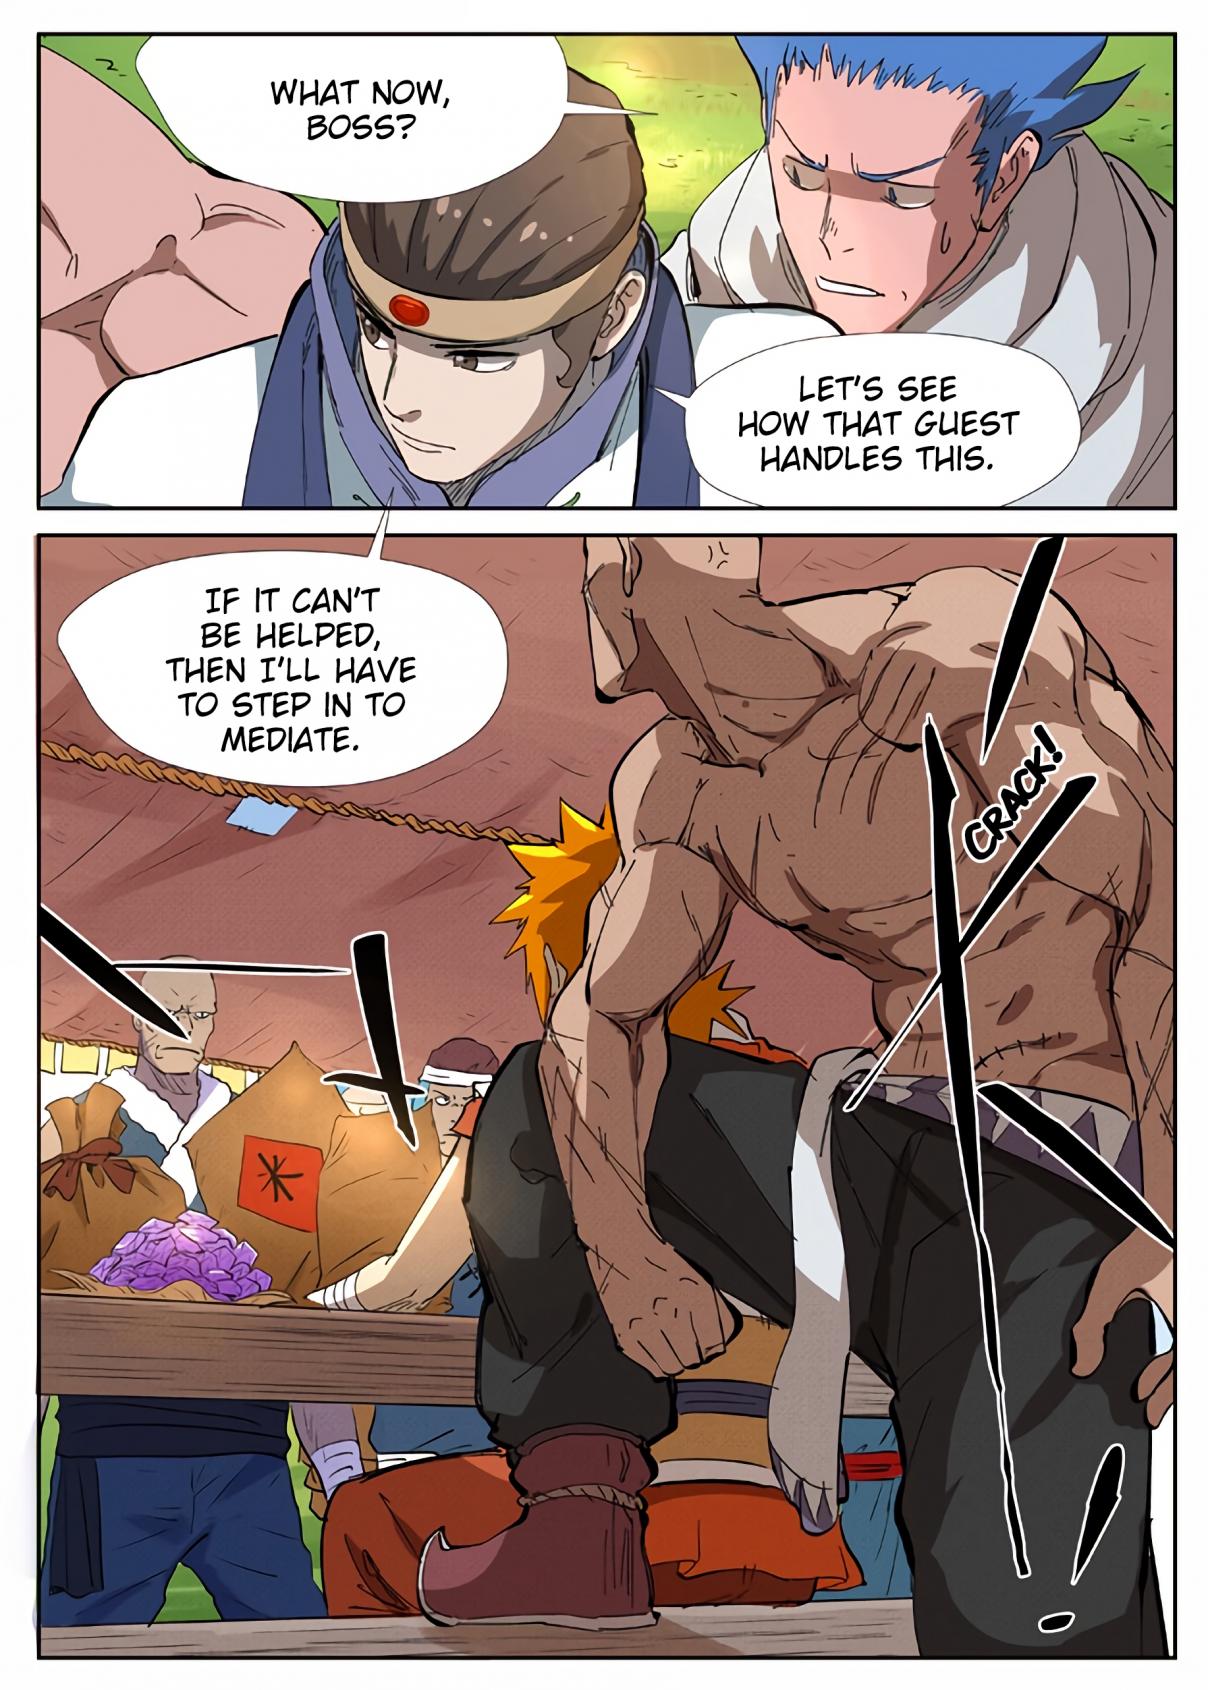 WHAT NOW,
BOSS?
LET'S SEE
HOW THAT GUEST
HANDLES THIS.
IF IT CAN'T
BE HELPED,
THEN I'LL HAVE
TO STEP IN TO
MEDIATE.
CRACK!
米
!